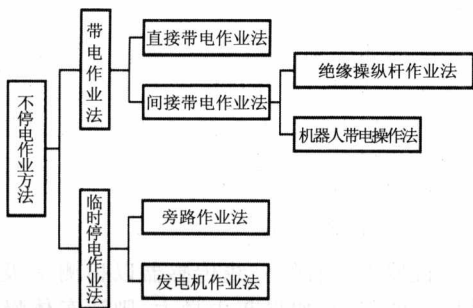 不停电作业方法
带电作业法
直接带电作业法
间接带电作业法
绝缘操纵杆作业法
机器人带电操作法
临时停电作业法
旁路作业法
发电机作业法